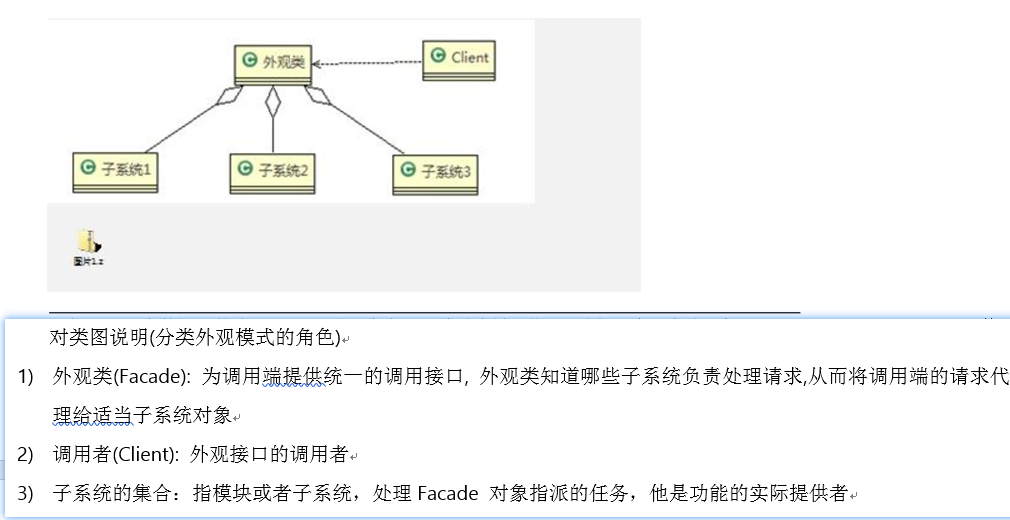 外观类
Client
子系统1
子系统2
子系统3
图片1.z
对类图说明(分类外观模式的角色)
1) 外观类(Facade): 为调用端提供统一的调用接口, 外观类知道哪些子系统负责处理请求,从而将调用端的请求代
理给适当子系统对象
2) 调用者(Client): 外观接口的调用者
3) 子系统的集合：指模块或者子系统，处理 Facade 对象指派的任务，他是功能的实际提供者